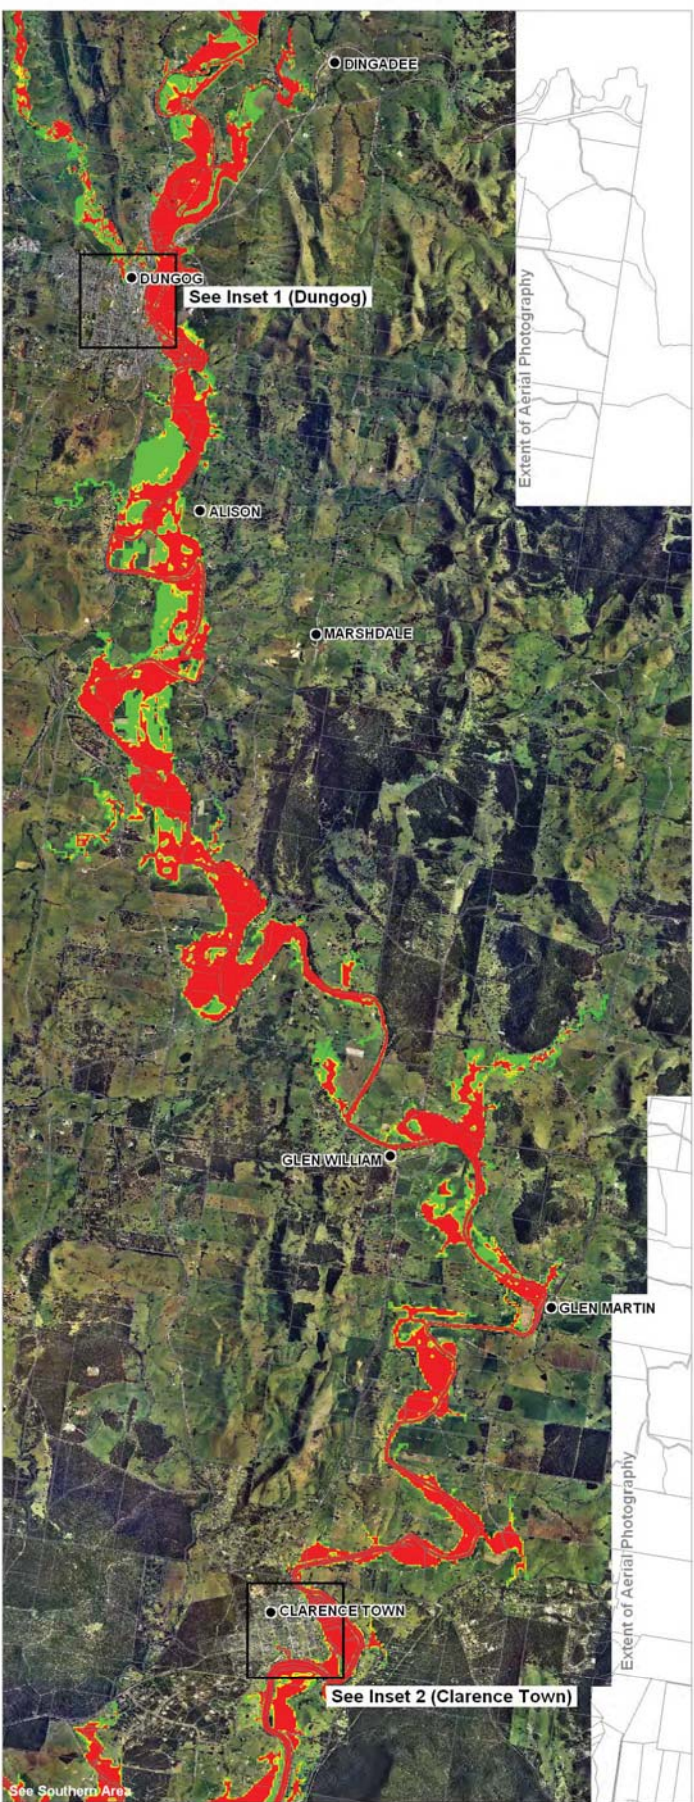 DINGADEE
Extent of Aerial Photography
DUNGOG
See Inset 1 (Dungog)
ALISON
MARSHDALE
GLEN WILLIAM
GLEN MARTIN
Extent of Aerial Photography
CLARENCE TOWN
See Inset 2 (Clarence Town)
See Southern Area